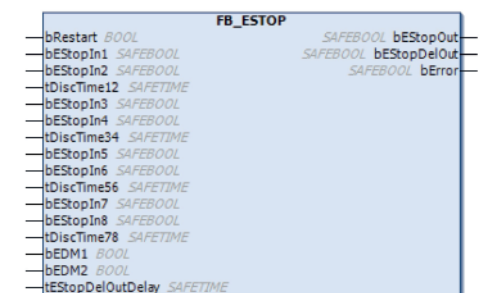 FB_ESTOP
bRestart BOOL SAFEBOOL bEStopOut
bEStopIn1 SAFEBOOL SAFEBOOL bEStopDelOut
bEStopIn2 SAFEBOOL SAFEBOOL bError
tDiscTime12 SAFETIME
bEStopIn3 SAFEBOOL
bEStopIn4 SAFEBOOL
tDiscTime34 SAFETIME
bEStopIn5 SAFEBOOL
bEStopIn6 SAFEBOOL
tDiscTime56 SAFETIME
bEStopIn7 SAFEBOOL
bEStopIn8 SAFEBOOL
tDiscTime78 SAFETIME
bEDM1 BOOL
bEDM2 BOOL
tEStopDelOutDelay SAFETIME